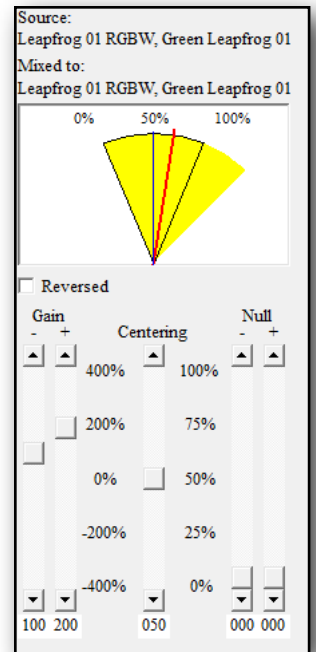 Source:
Leapfrog 01 RGBW, Green Leapfrog 01
Mixed to:
Leapfrog 01 RGBW, Green Leapfrog 01
0% 50% 100%
Reversed
Gain Null
- + Centering - +
400% 100%
200% 75%
0% 50%
-200% 25%
-400% 0%
100 200 050 000 000